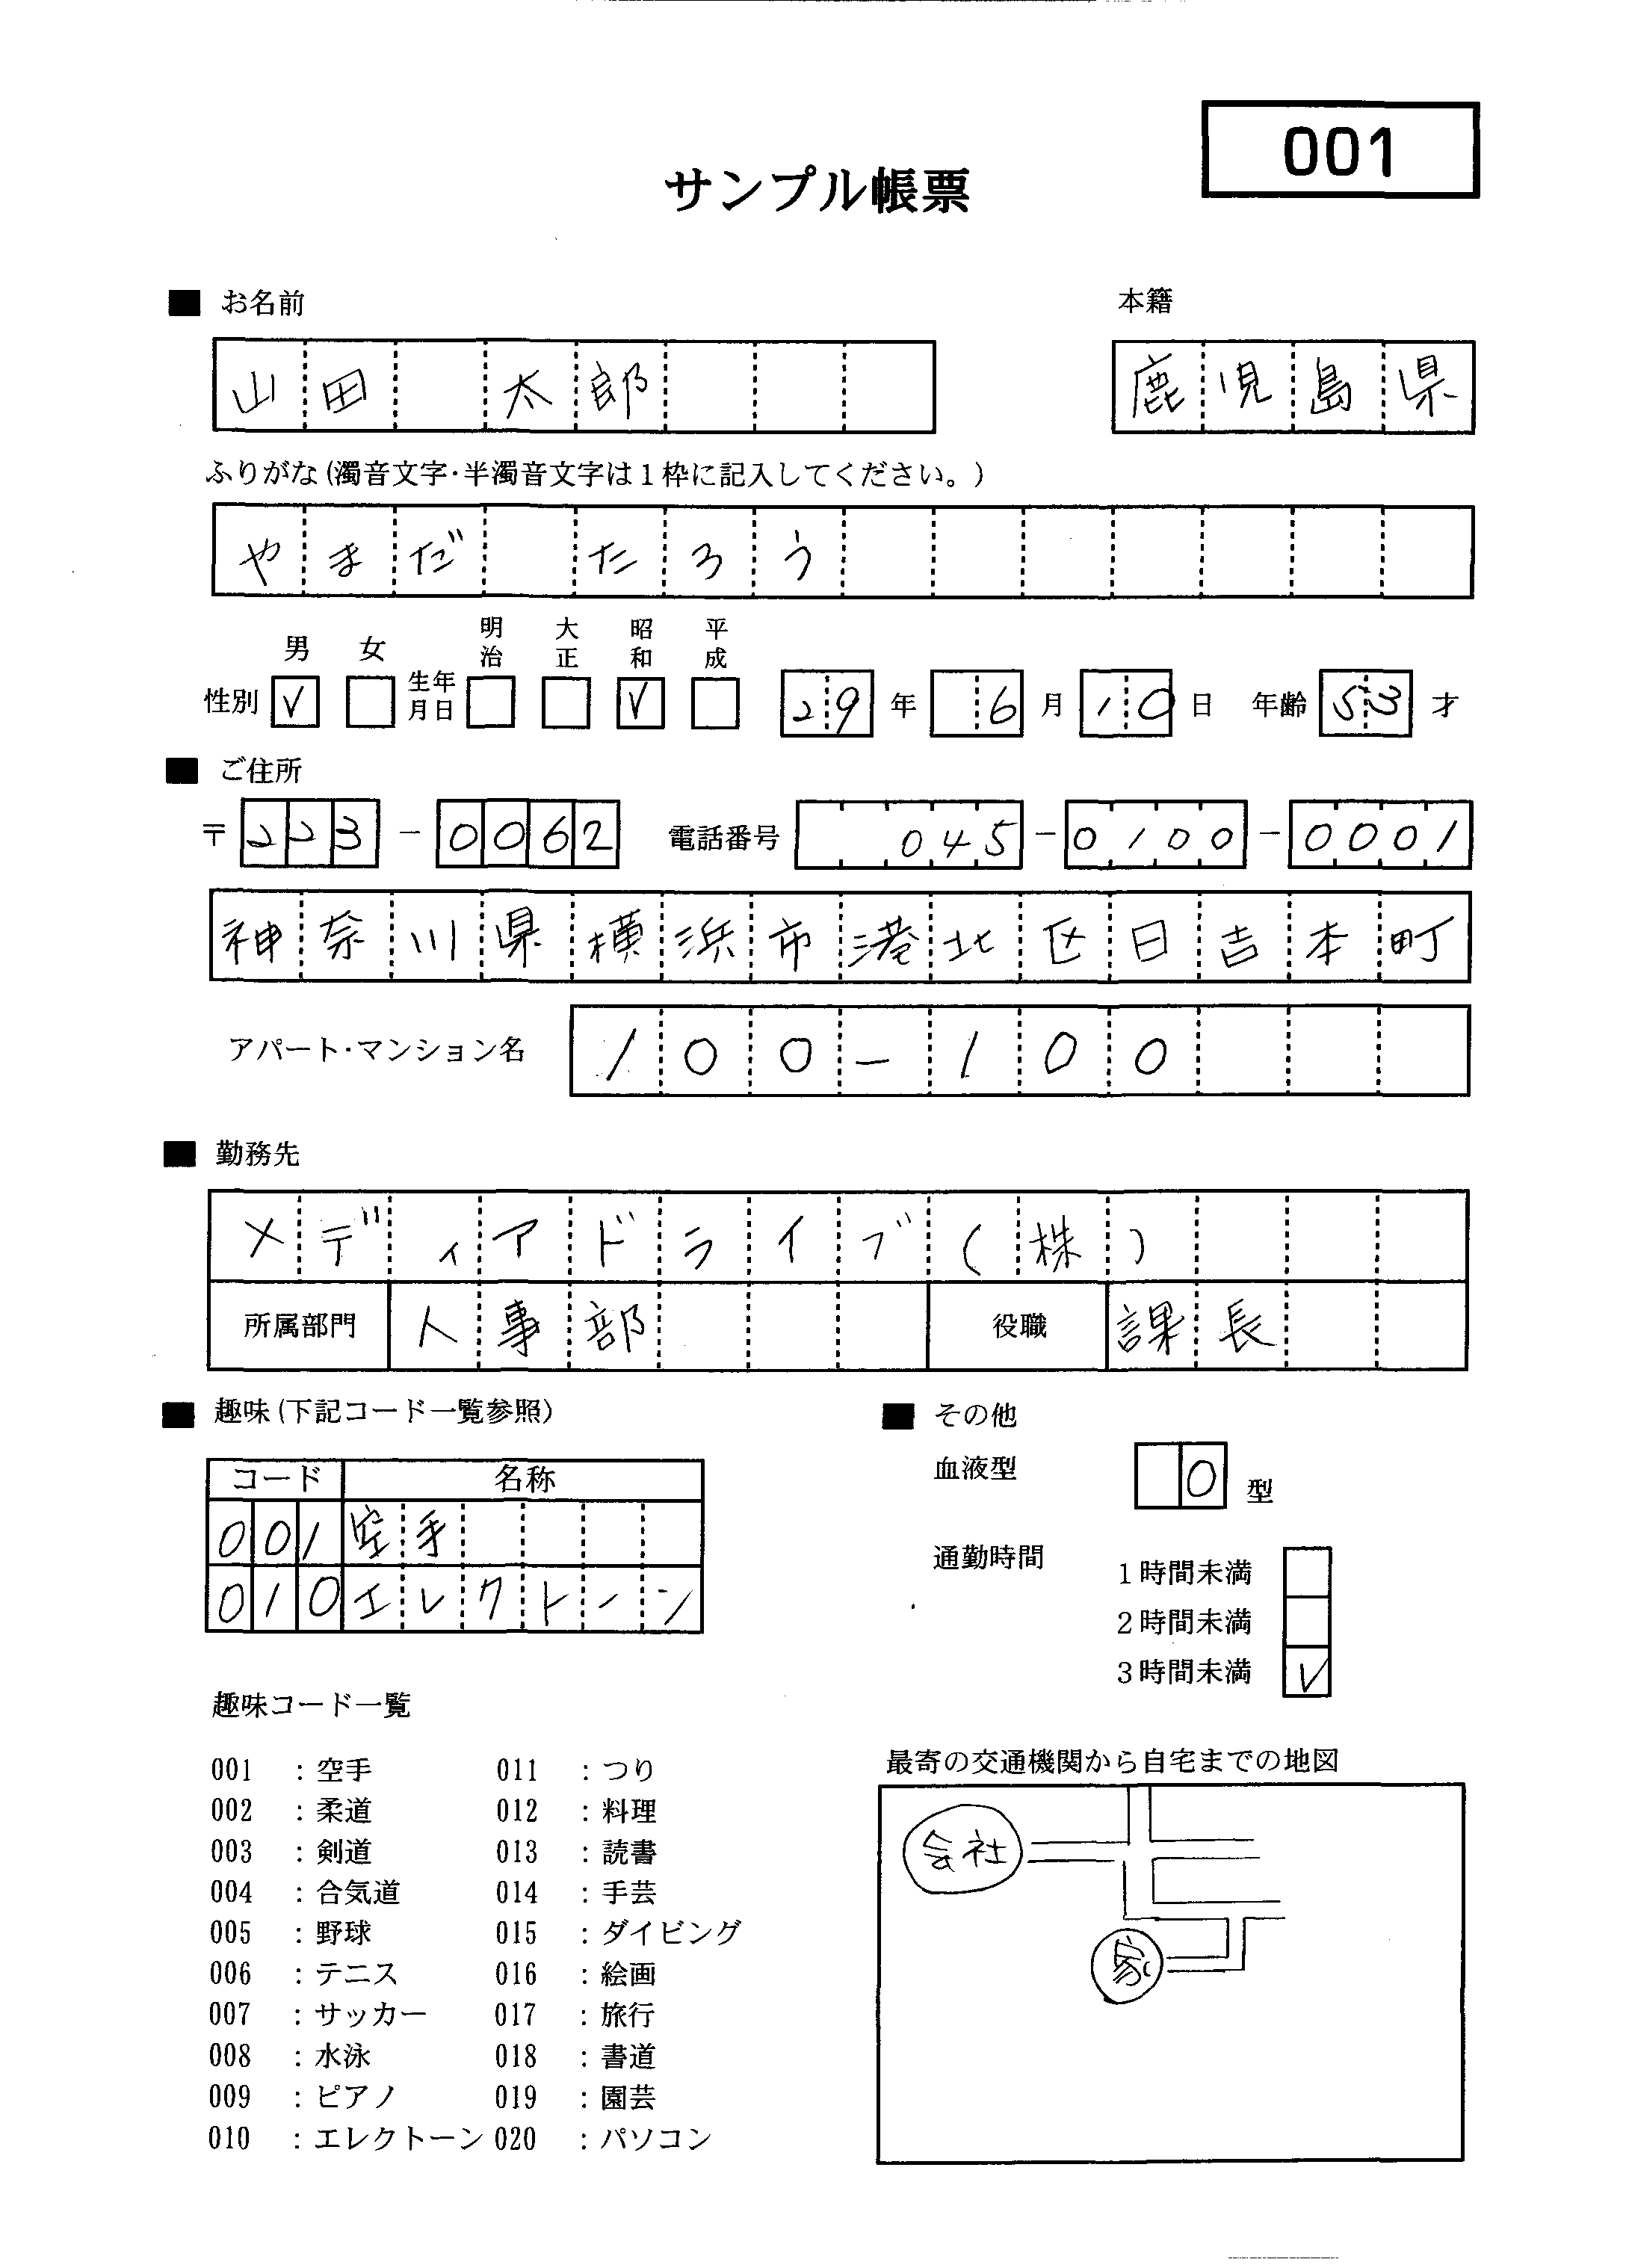 001
サンプル帳票
■ お名前 本籍
山田 太郎 鹿児島県
ふりがな(濁音文字・半濁音文字は1枠に記入してください。)
やまだ たろう
男 女 明治 大正 昭和 平成
性別 ✓ 生年月日 ✓ 29年 6月10日 年齢 53才
■ ご住所
〒223-0062 電話番号 045-0100-0001
神奈川県横浜市港北区日吉本町
アパート・マンション名 100-100
■ 勤務先
メディアドライブ(株)
所属部門 人事部 役職 課長
■ 趣味(下記コード一覧参照) ■ その他
コード 名称 血液型 O型
001 空手
010 エレクトーン
通勤時間 1時間未満
2時間未満
3時間未満 ✓
趣味コード一覧
001 :空手 011 :つり
002 :柔道 012 :料理
003 :剣道 013 :読書
004 :合気道 014 :手芸
005 :野球 015 :ダイビング
006 :テニス 016 :絵画
007 :サッカー 017 :旅行
008 :水泳 018 :書道
009 :ピアノ 019 :園芸
010 :エレクトーン 020 :パソコン
最寄の交通機関から自宅までの地図
会社
家